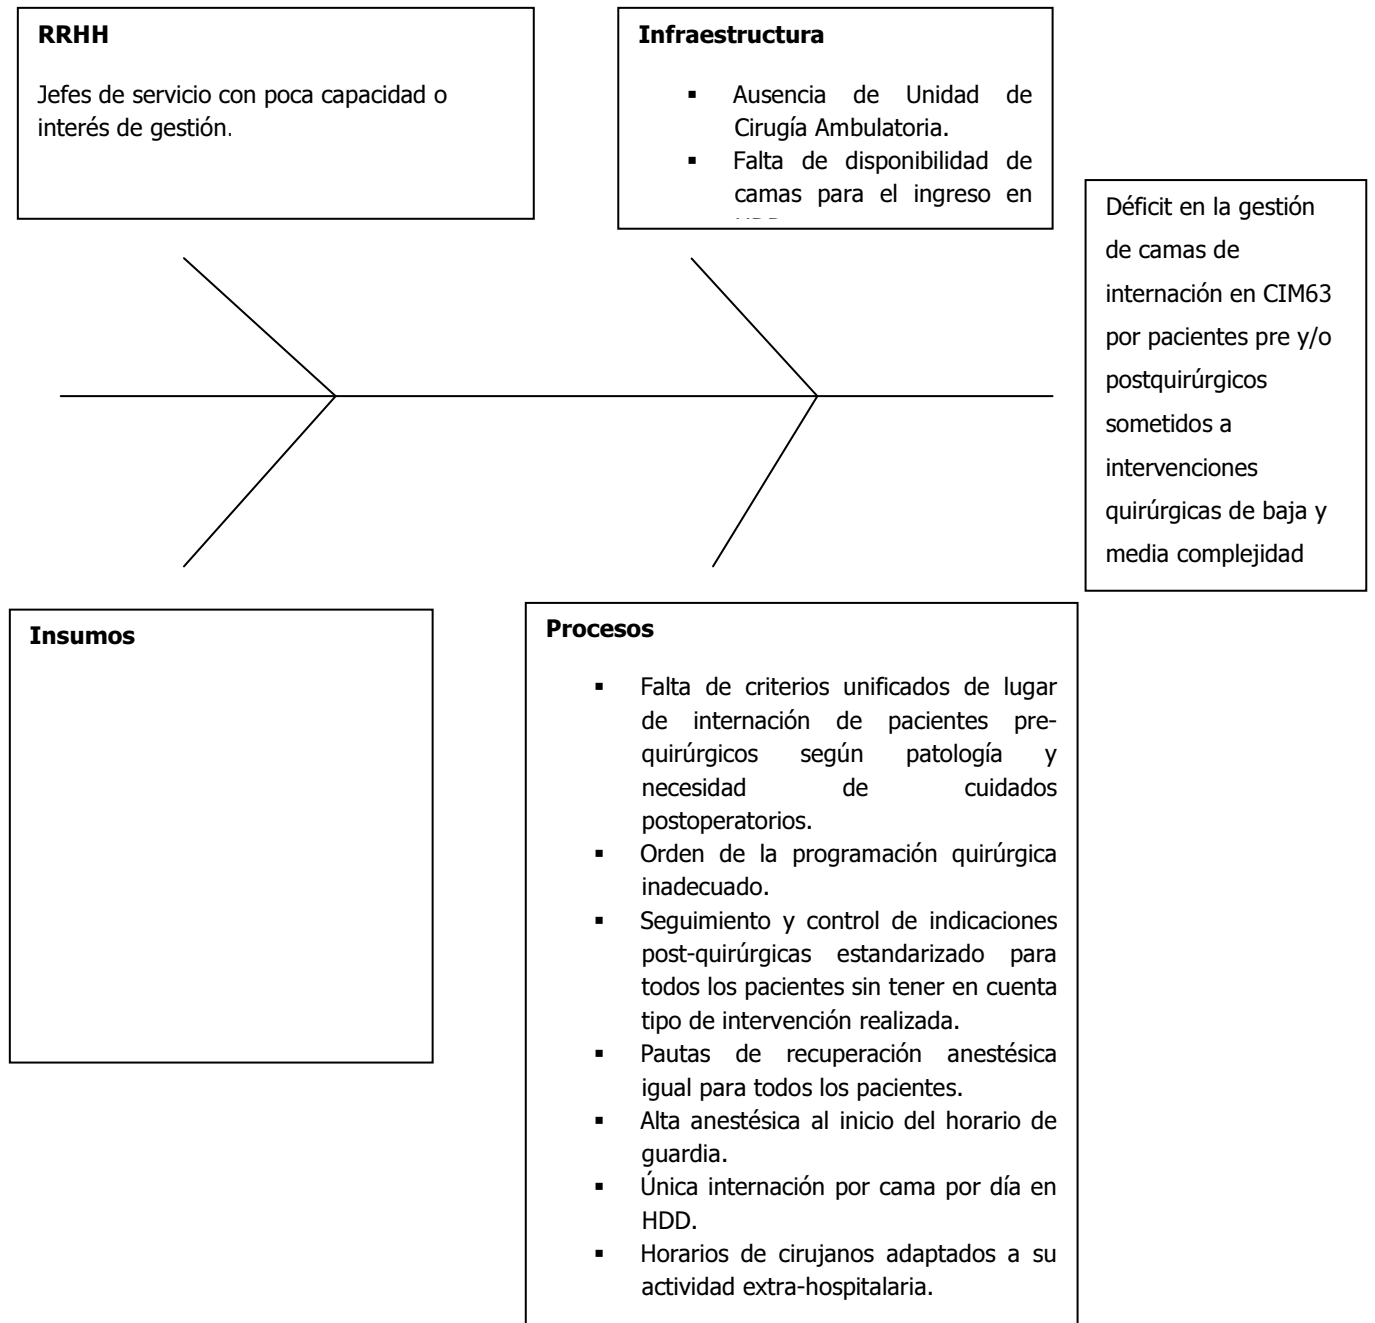 RRHH
Jefes de servicio con poca capacidad o
interés de gestión.
Infraestructura
▪ Ausencia de Unidad de
Cirugía Ambulatoria.
▪ Falta de disponibilidad de
camas para el ingreso en
Déficit en la gestión
de camas de
internación en CIM63
por pacientes pre y/o
postquirúrgicos
sometidos a
intervenciones
quirúrgicas de baja y
media complejidad
Insumos
Procesos
▪ Falta de criterios unificados de lugar
de internación de pacientes pre-
quirúrgicos según patología y
necesidad de cuidados
postoperatorios.
▪ Orden de la programación quirúrgica
inadecuado.
▪ Seguimiento y control de indicaciones
post-quirúrgicas estandarizado para
todos los pacientes sin tener en cuenta
tipo de intervención realizada.
▪ Pautas de recuperación anestésica
igual para todos los pacientes.
▪ Alta anestésica al inicio del horario de
guardia.
▪ Única internación por cama por día en
HDD.
▪ Horarios de cirujanos adaptados a su
actividad extra-hospitalaria.